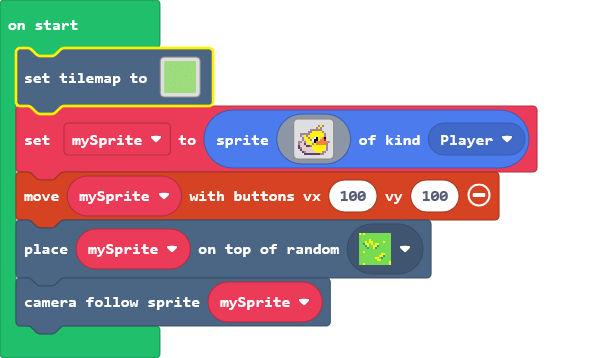 on start
set tilemap to
set mySprite to sprite of kind Player
move mySprite with buttons vx 100 vy 100
place mySprite on top of random
camera follow sprite mySprite